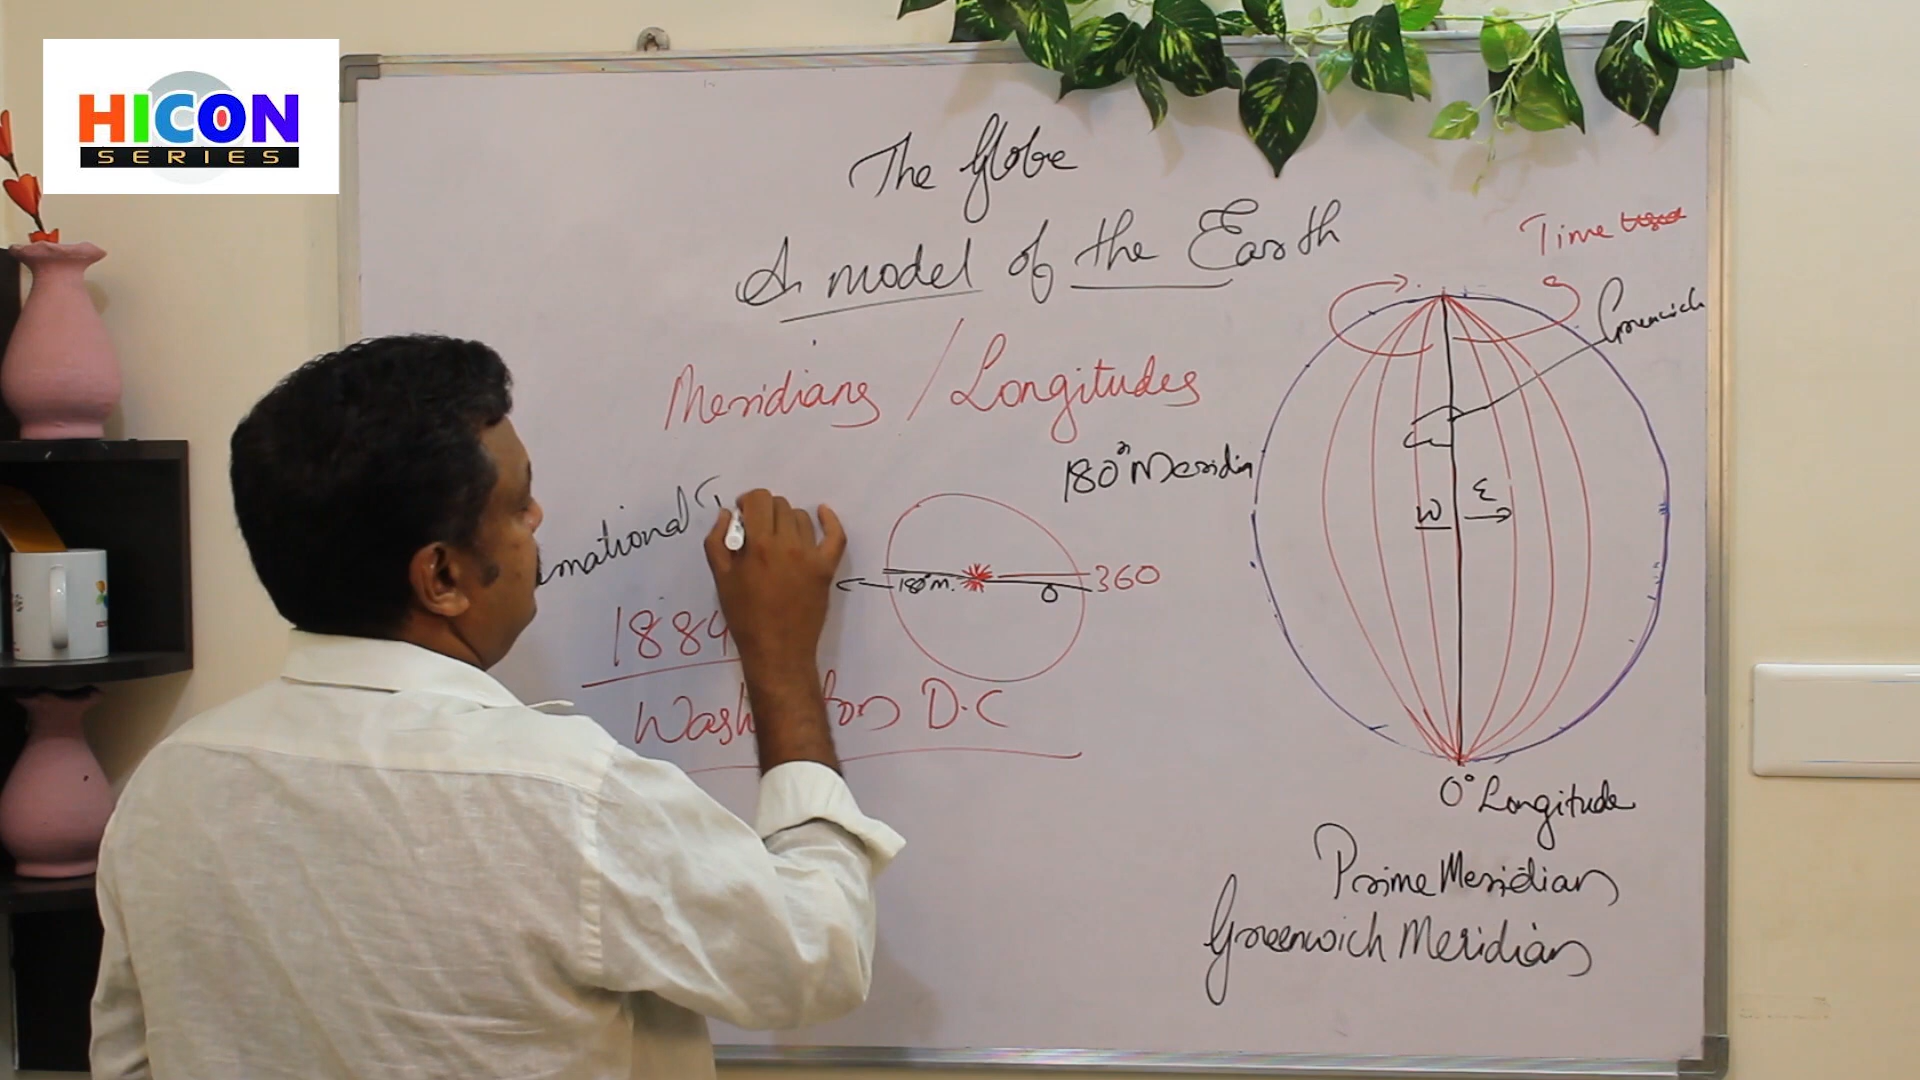 HICON
SERIES
The Globe
A model of the Earth
Time
Greenwich
Meridians / Longitudes
180° Meridian
E
W
national
180° M.
0
360
1884
Washington D.C
0° Longitude
Prime Meridian
Greenwich Meridian